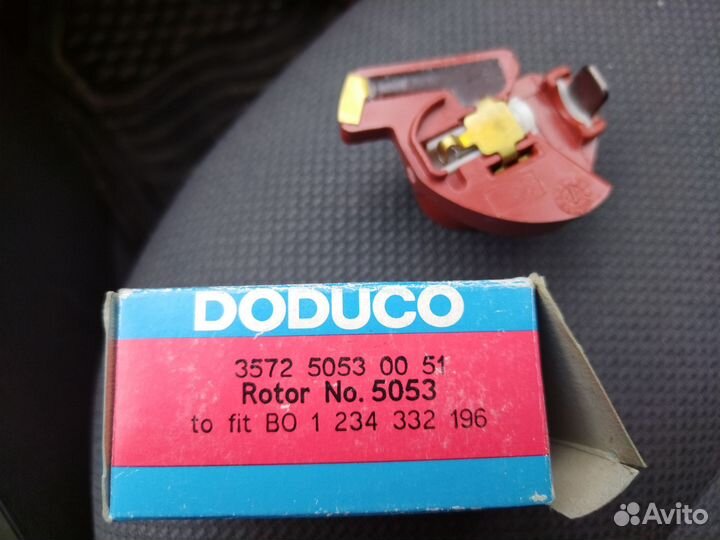 DODUCO
3572 5053 00 51
Rotor No. 5053
to fit BO 1 234 332 196
Avito